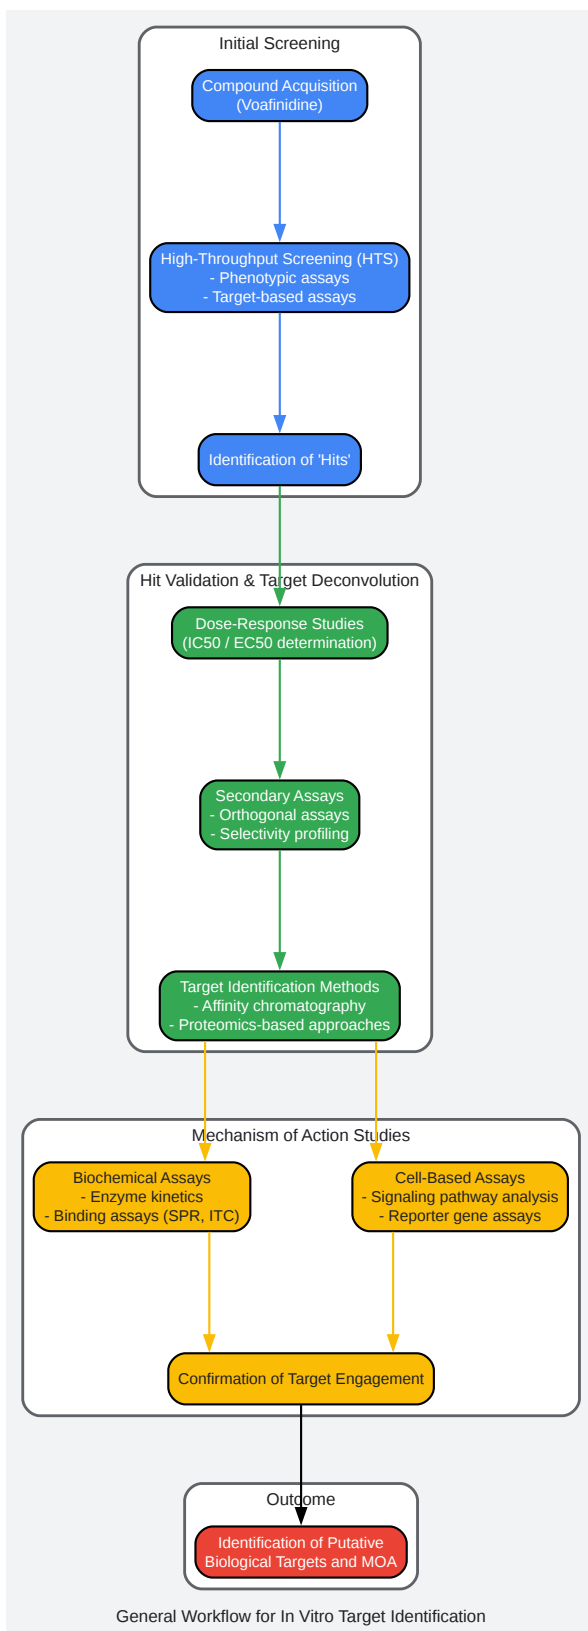 Initial Screening
Compound Acquisition
(Voafinidine)
High-Throughput Screening (HTS)
- Phenotypic assays
- Target-based assays
Identification of 'Hits'
Hit Validation & Target Deconvolution
Dose-Response Studies
(IC50 / EC50 determination)
Secondary Assays
- Orthogonal assays
- Selectivity profiling
Target Identification Methods
- Affinity chromatography
- Proteomics-based approaches
Mechanism of Action Studies
Biochemical Assays
- Enzyme kinetics
- Binding assays (SPR, ITC)
Cell-Based Assays
- Signaling pathway analysis
- Reporter gene assays
Confirmation of Target Engagement
Outcome
Identification of Putative
Biological Targets and MOA
General Workflow for In Vitro Target Identification